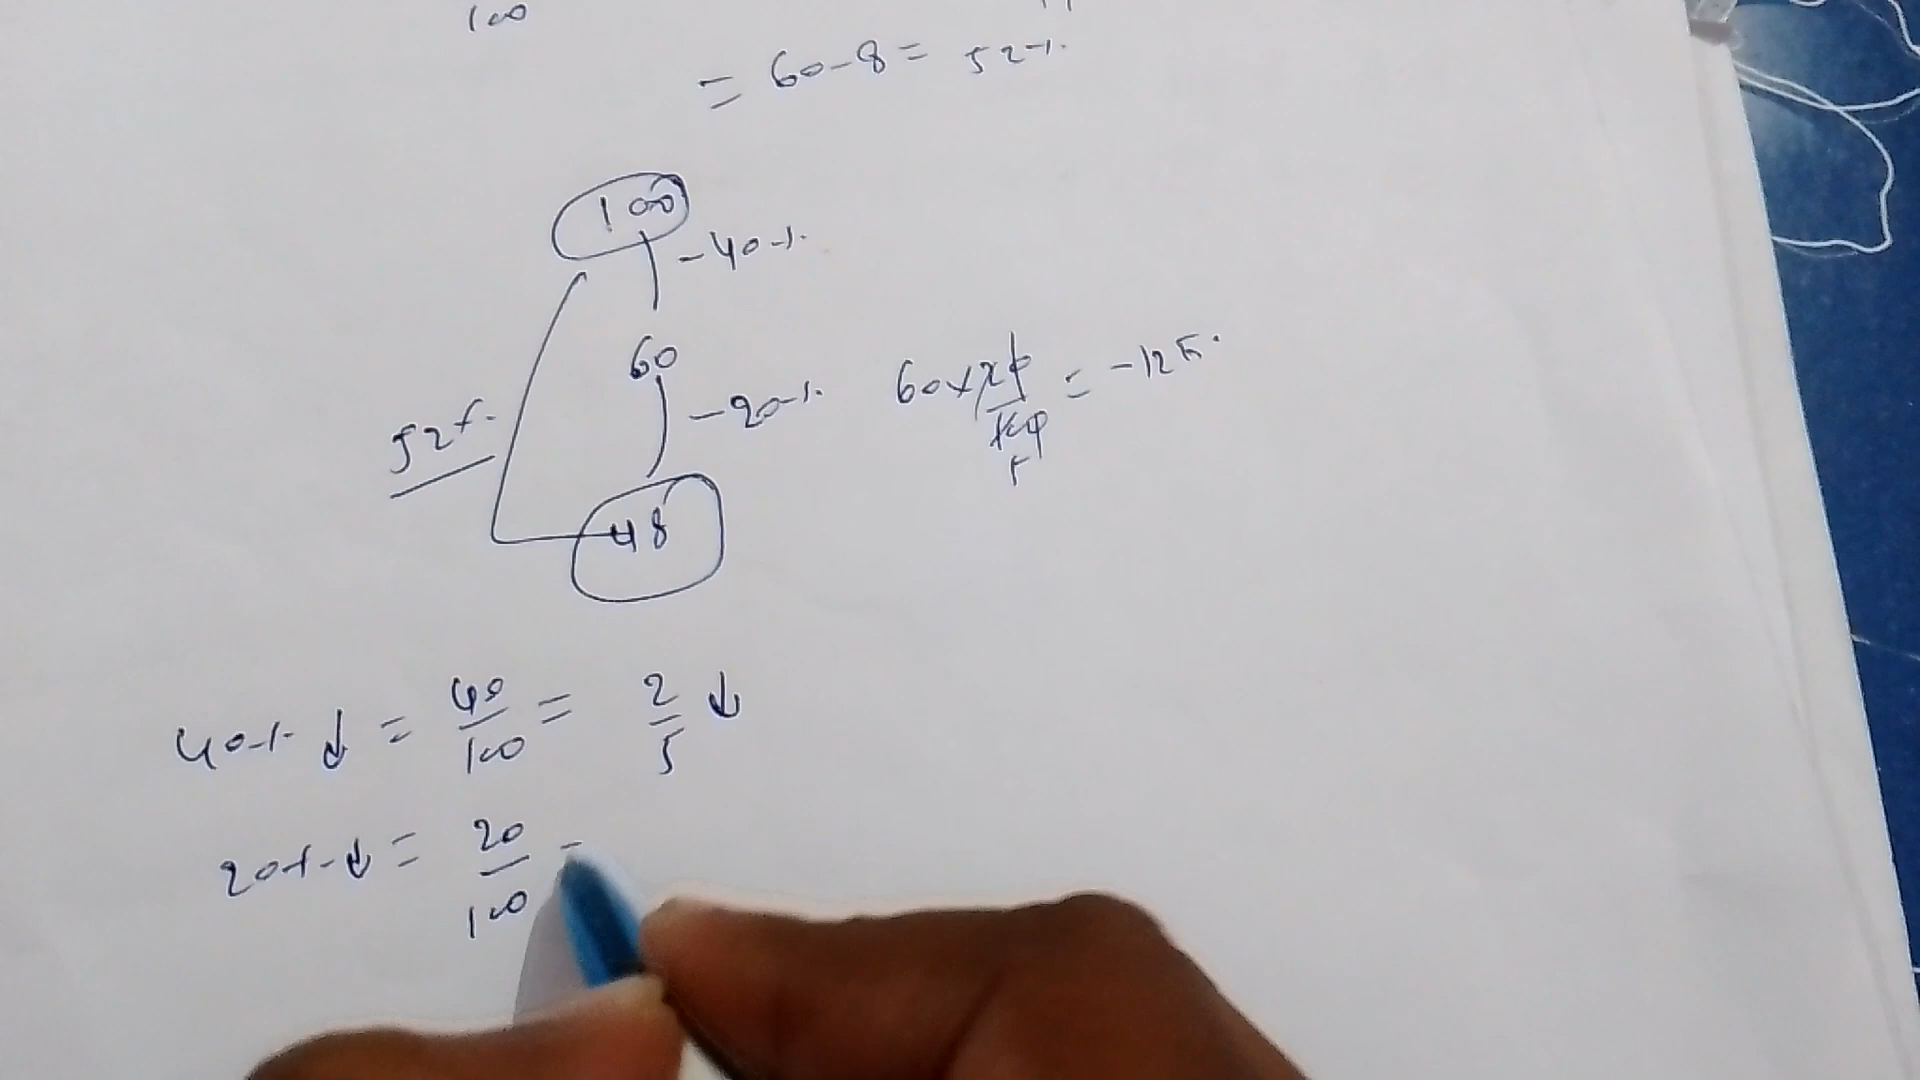 100
= 60-8 = 52%
100
-40%
60
-20%
60×20/100 = -12%.
5
52%
48
40% ↓ = 40/100 = 2/5 ↓
20% ↓ = 20/100 =